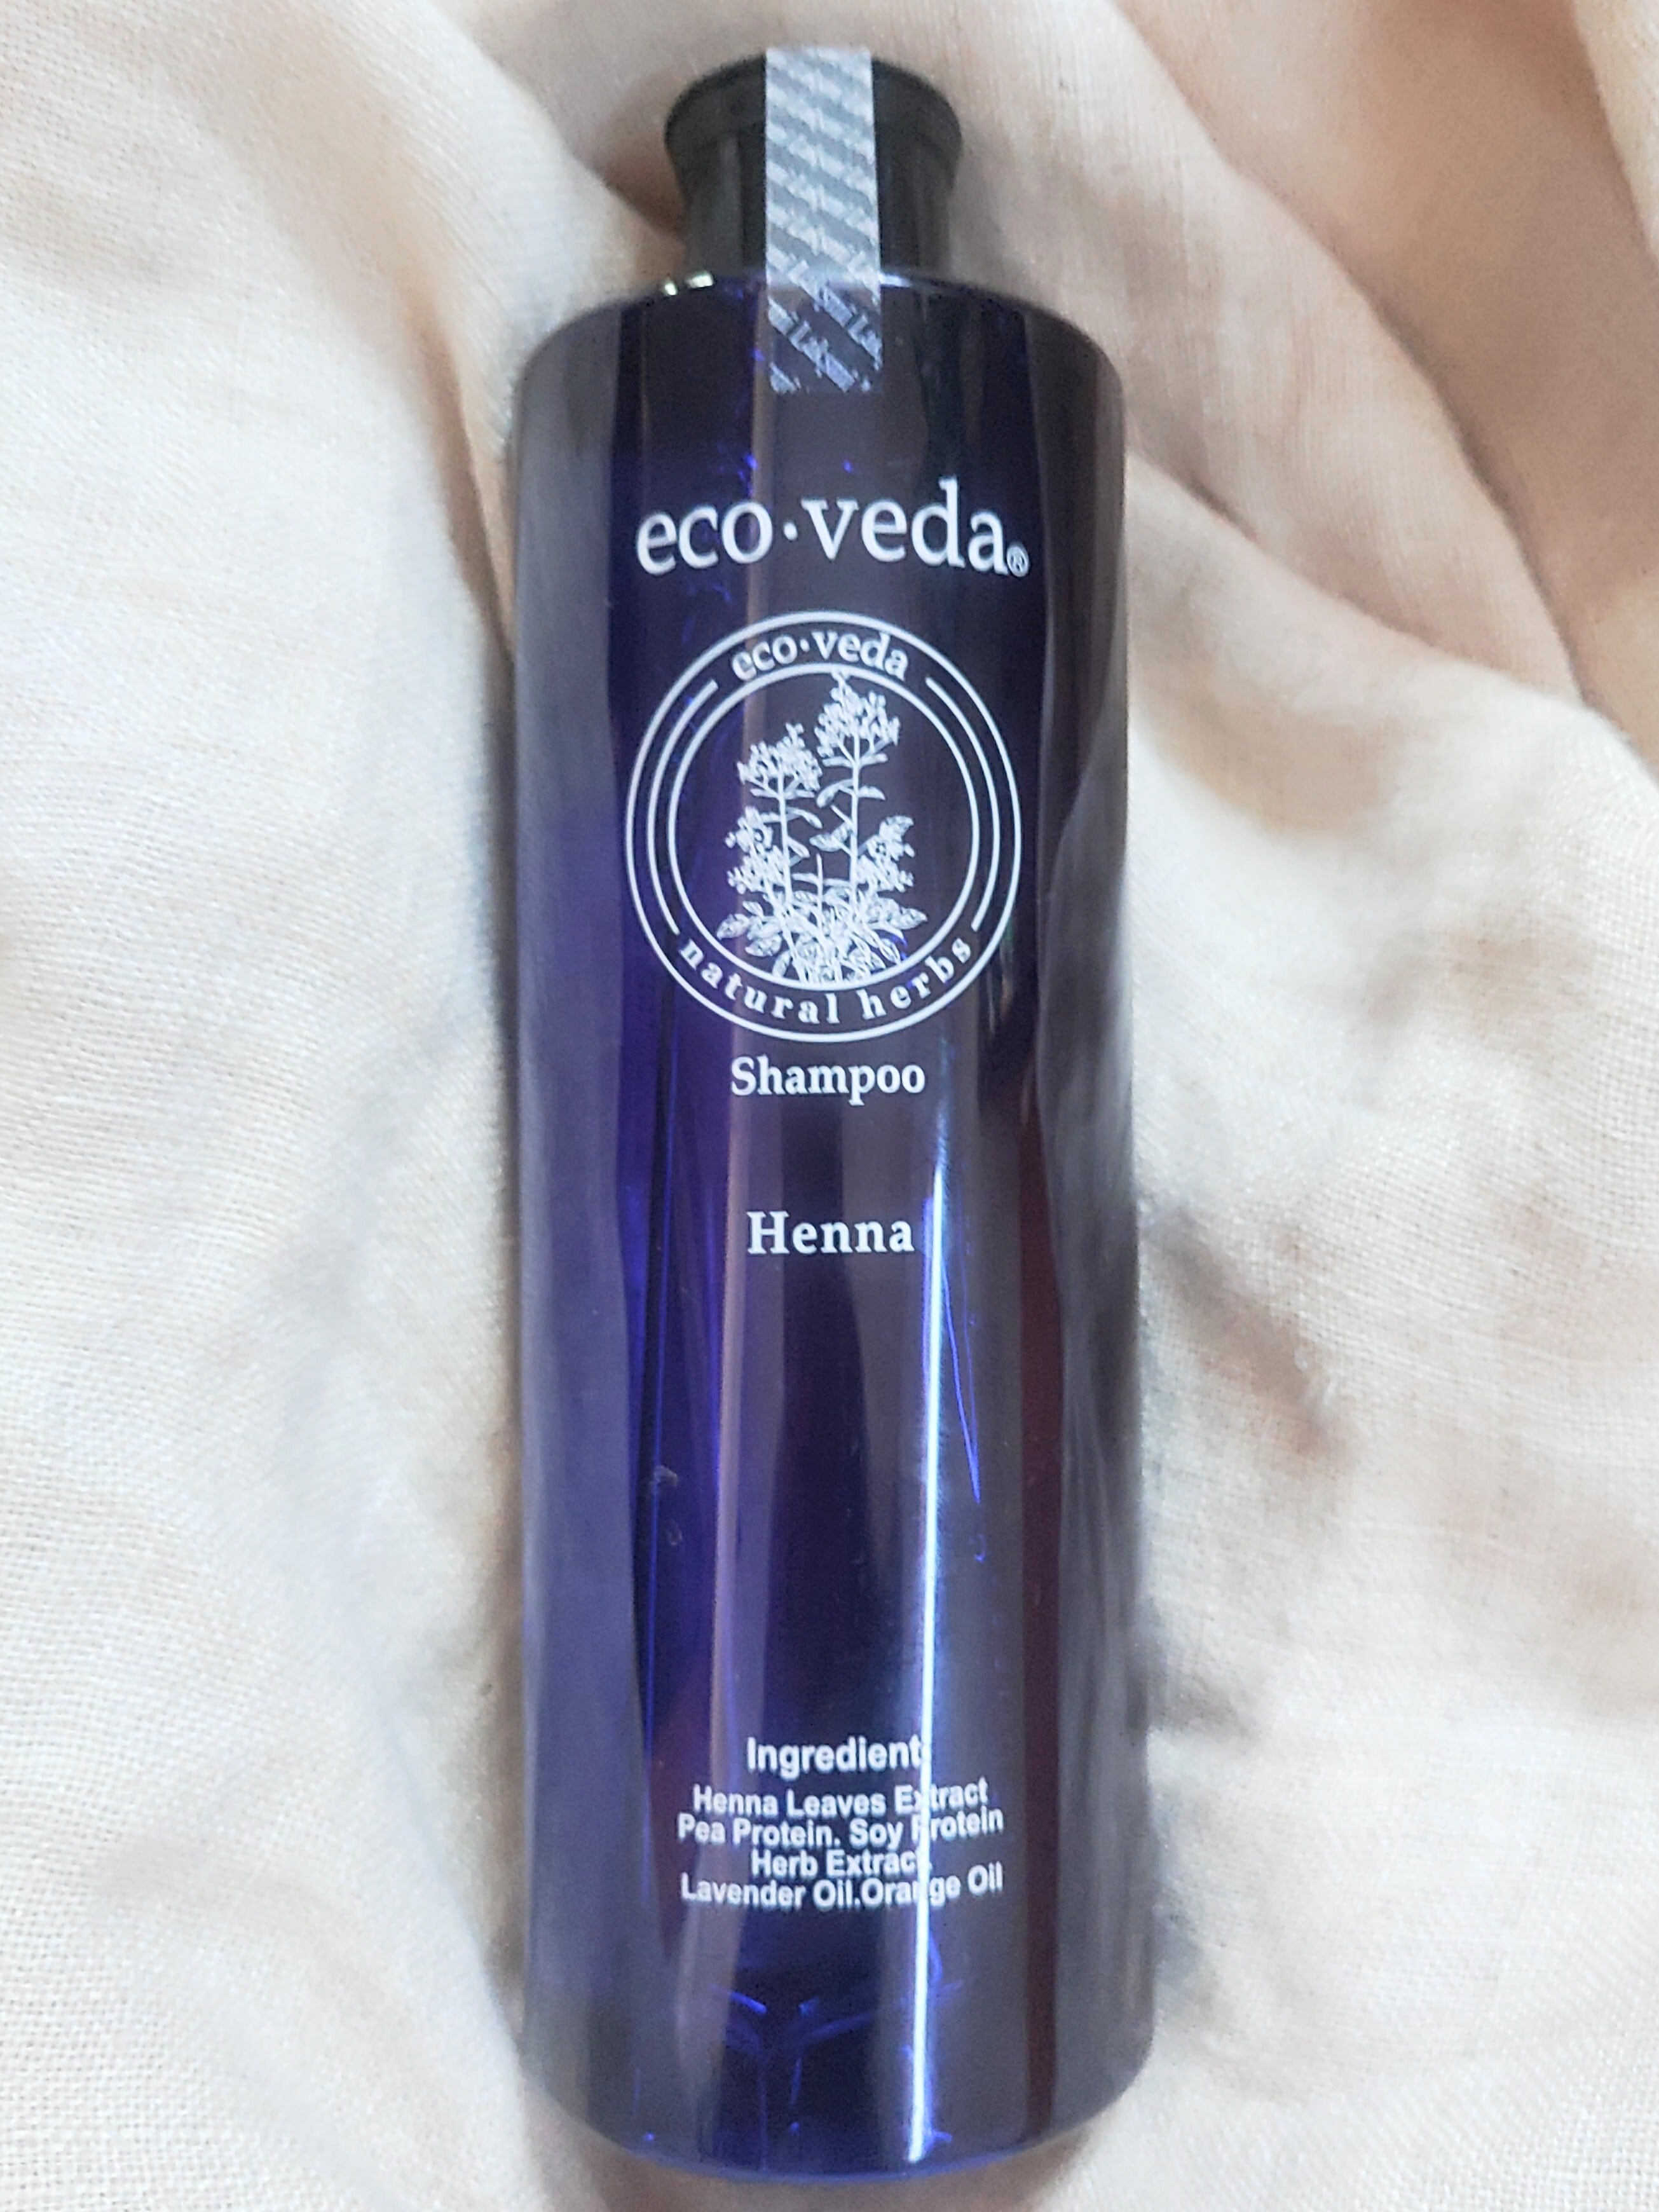 eco·veda®
eco·veda
natural herbs
Shampoo
Henna
Ingredient
Henna Leaves Extract
Pea Protein. Soy Protein
Herb Extract
Lavender Oil.Orange Oil